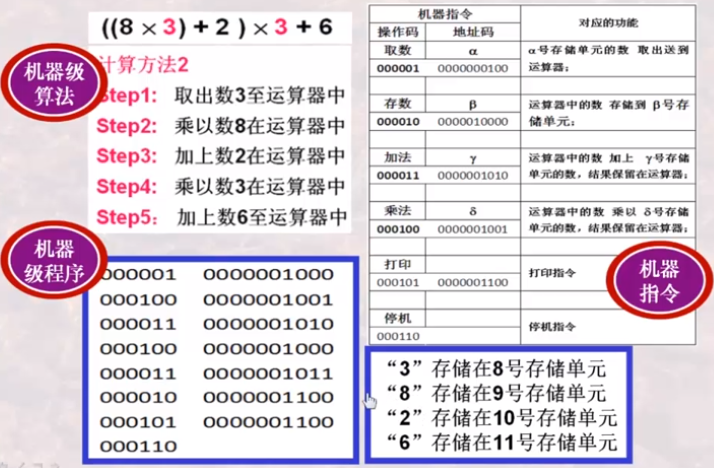 ((8 × 3) + 2 ) × 3 + 6
机器级
算法
计算方法2
Step1: 取出数3至运算器中
Step2: 乘以数8在运算器中
Step3: 加上数2在运算器中
Step4: 乘以数3在运算器中
Step5: 加上数6至运算器中
机器
级程序
000001 0000001000
000100 0000001001
000011 0000001010
000100 0000001000
000011 0000001011
000010 0000001100
000101 0000001100
000110
机器指令 对应的功能
操作码 地址码
取数 α α号存储单元的数 取出送到
000001 0000000100 运算器;
存数 β 运算器中的数 存储到 β号存
000010 0000010000 储单元;
加法 γ 运算器中的数 加上 γ号存储
000011 0000001010 单元的数，结果保留在运算器;
乘法 δ 运算器中的数 乘以 δ号存储
000100 0000001001 单元的数，结果保留在运算器;
打印 打印指令
000101 0000001100
停机 停机指令
000110
机器
指令
“3”存储在8号存储单元
“8”存储在9号存储单元
“2”存储在10号存储单元
“6”存储在11号存储单元